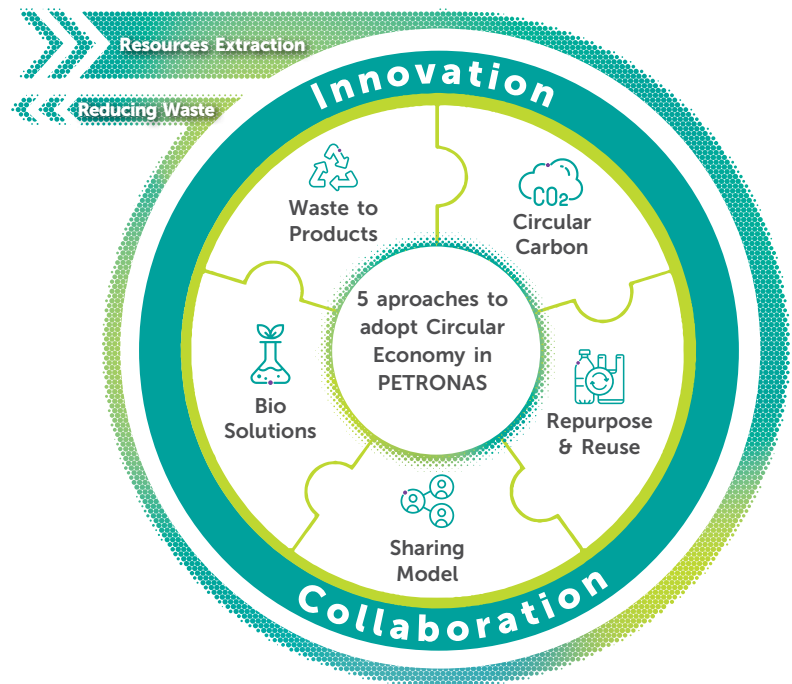 Resources Extraction
Reducing Waste
Innovation
Waste to
Products
CO2
Circular
Carbon
5 aproaches to
adopt Circular
Economy in
PETRONAS
Bio
Solutions
Repurpose
& Reuse
Sharing
Model
Collaboration